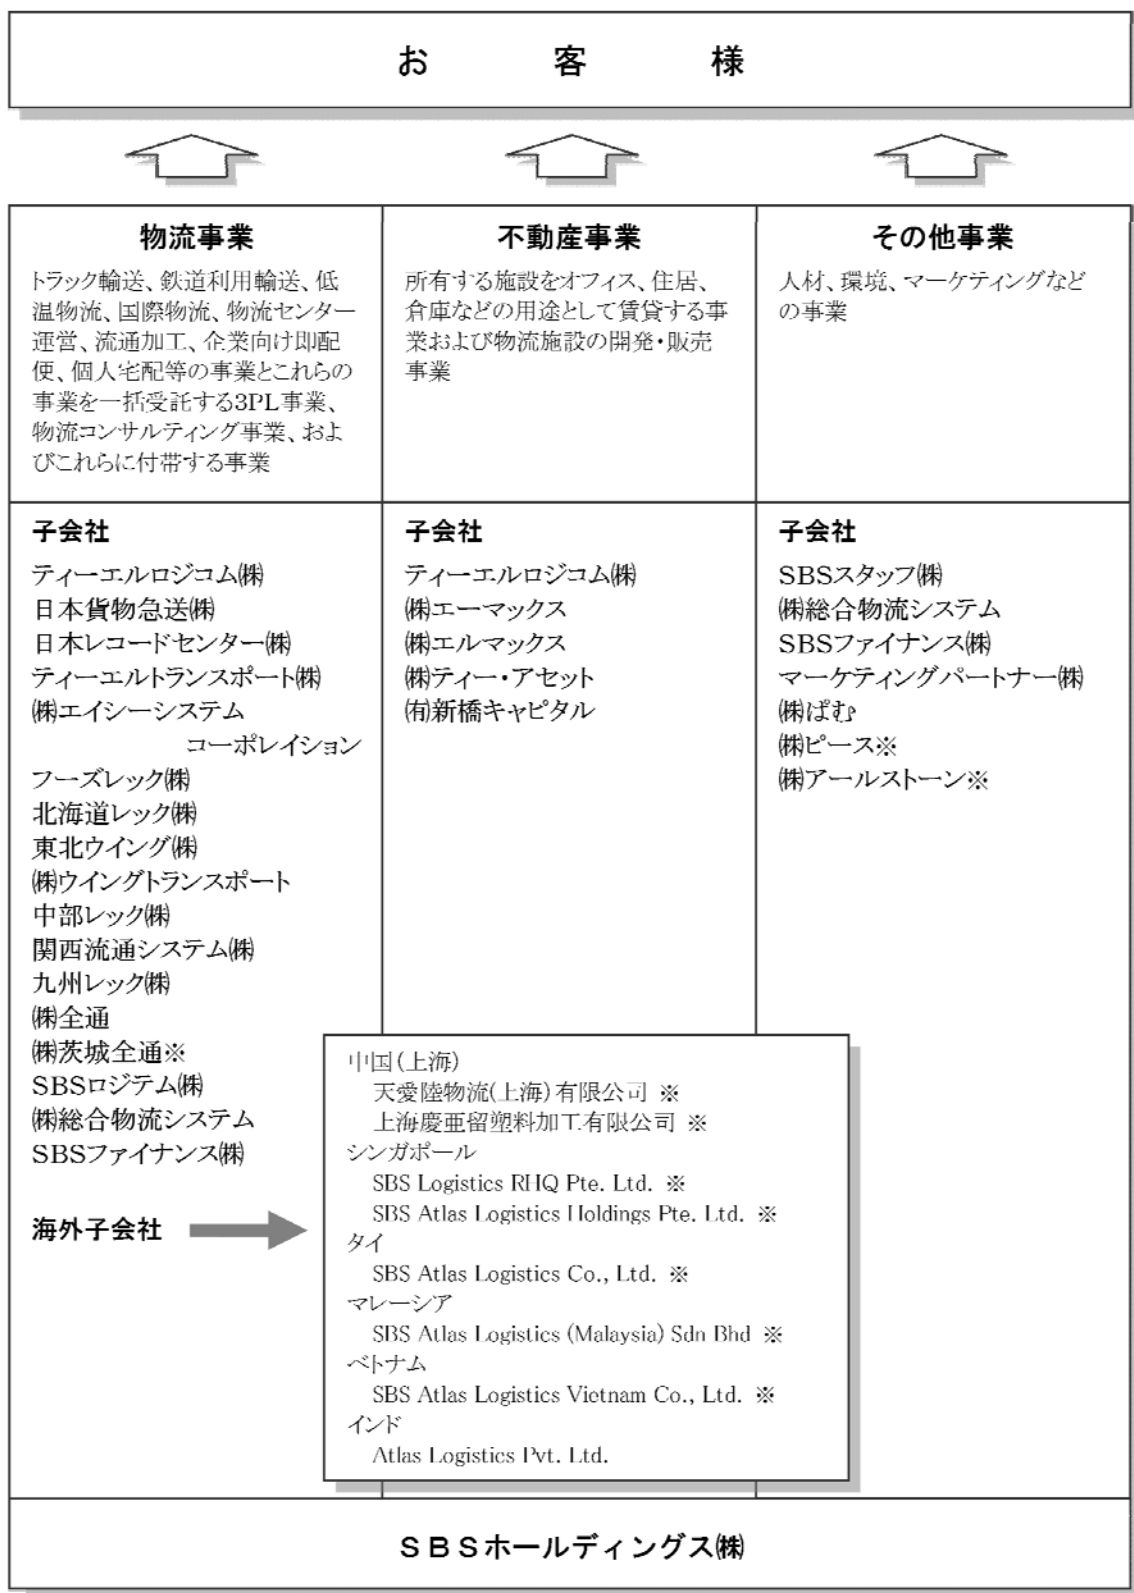 お客様
物流事業
トラック輸送、鉄道利用輸送、低
温物流、国際物流、物流センター
運営、流通加工、企業向け即配
便、個人宅配等の事業とこれらの
事業を一括受託する3PL事業、
物流コンサルティング事業、およ
びこれらに付帯する事業
不動産事業
所有する施設をオフィス、住居、
倉庫などの用途として賃貸する事
業および物流施設の開発・販売
事業
その他事業
人材、環境、マーケティングなど
の事業
子会社
ティーエルロジコム㈱
日本貨物急送㈱
日本レコードセンター㈱
ティーエルトランスポート㈱
㈱エイシーシステム
コーポレイション
フーズレック㈱
北海道レック㈱
東北ウイング㈱
㈱ウイングトランスポート
中部レック㈱
関西流通システム㈱
九州レック㈱
㈱全通
㈱茨城全通※
SBSロジテム㈱
㈱総合物流システム
SBSファイナンス㈱
海外子会社
子会社
ティーエルロジコム㈱
㈱エーマックス
㈱エルマックス
㈱ティー・アセット
㈲新橋キャピタル
子会社
SBSスタッフ㈱
㈱総合物流システム
SBSファイナンス㈱
マーケティングパートナー㈱
㈱ぱむ
㈱ピース※
㈱アールストーン※
中国(上海)
天愛陸物流(上海)有限公司 ※
上海慶亜留塑料加工有限公司 ※
シンガポール
SBS Logistics RHQ Pte. Ltd. ※
SBS Atlas Logistics Holdings Pte. Ltd. ※
タイ
SBS Atlas Logistics Co., Ltd. ※
マレーシア
SBS Atlas Logistics (Malaysia) Sdn Bhd ※
ベトナム
SBS Atlas Logistics Vietnam Co., Ltd. ※
インド
Atlas Logistics Pvt. Ltd.
SBSホールディングス㈱